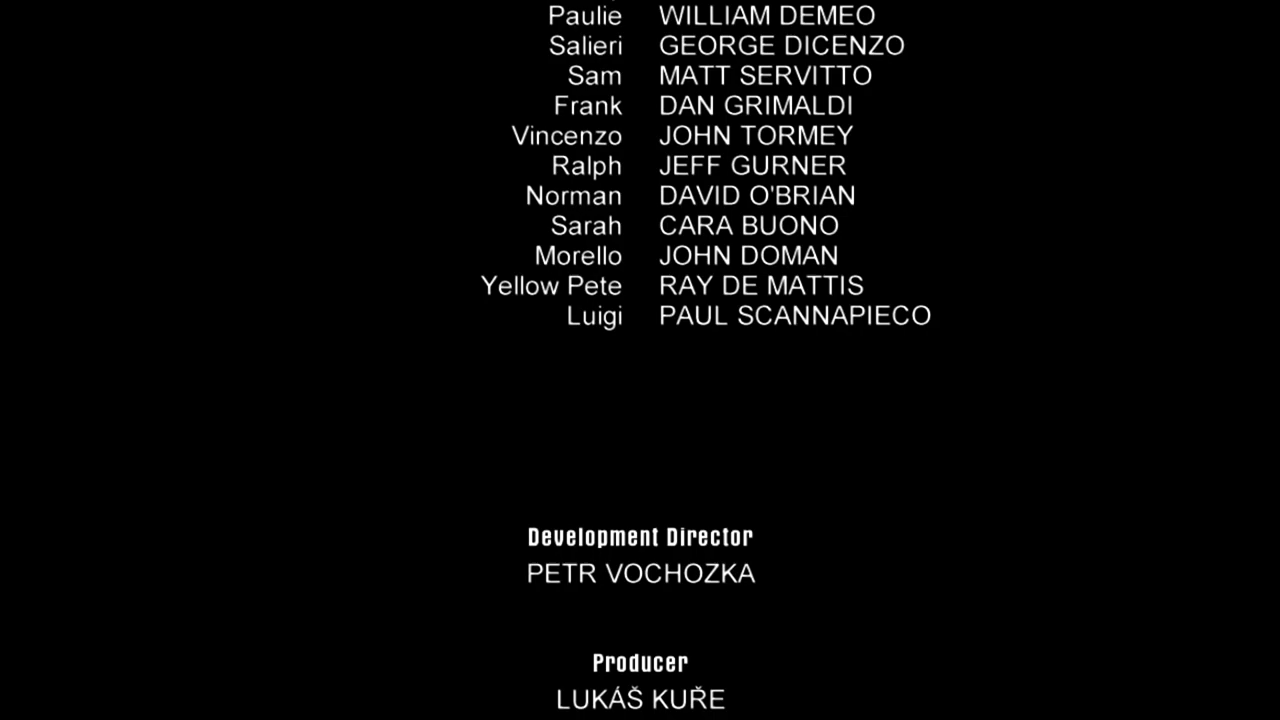 Paulie WILLIAM DEMEO
Salieri GEORGE DICENZO
Sam MATT SERVITTO
Frank DAN GRIMALDI
Vincenzo JOHN TORMEY
Ralph JEFF GURNER
Norman DAVID O'BRIAN
Sarah CARA BUONO
Morello JOHN DOMAN
Yellow Pete RAY DE MATTIS
Luigi PAUL SCANNAPIECO
Development Director
PETR VOCHOZKA
Producer
LUKÁŠ KUŘE